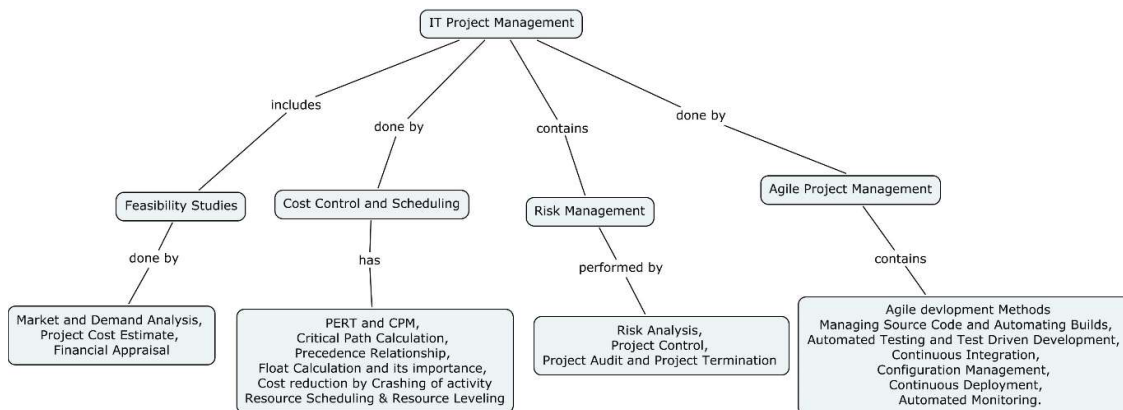 IT Project Management
includes
done by
contains
done by
Feasibility Studies
Cost Control and Scheduling
Risk Management
Agile Project Management
done by
has
performed by
contains
Market and Demand Analysis,
Project Cost Estimate,
Financial Appraisal
PERT and CPM,
Critical Path Calculation,
Precedence Relationship,
Float Calculation and its importance,
Cost reduction by Crashing of activity
Resource Scheduling & Resource Leveling
Risk Analysis,
Project Control,
Project Audit and Project Termination
Agile devlopment Methods
Managing Source Code and Automating Builds,
Automated Testing and Test Driven Development,
Continuous Integration,
Configuration Management,
Continuous Deployment,
Automated Monitoring.